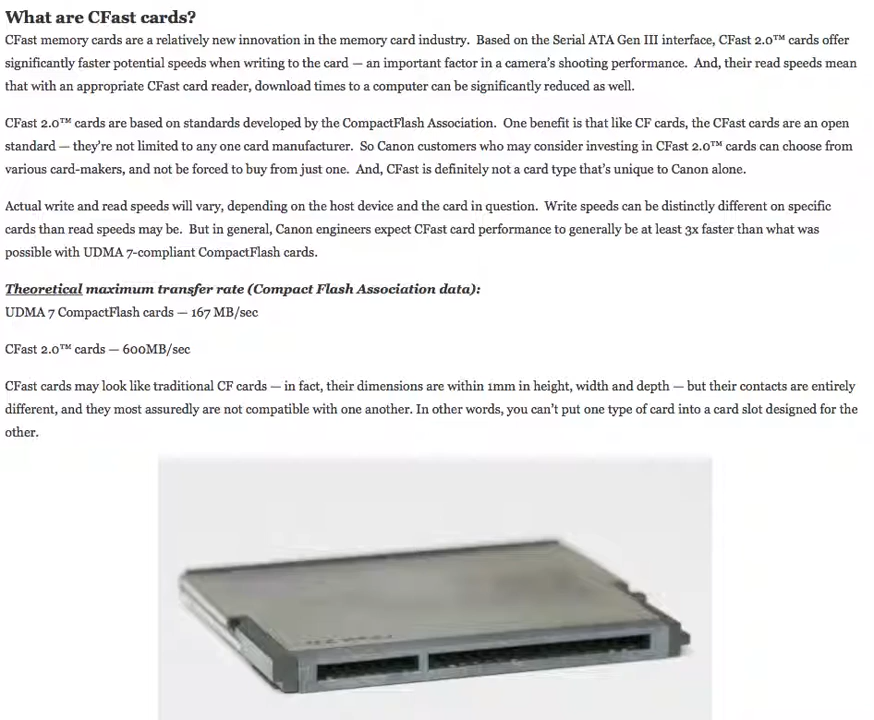 What are CFast cards?
CFast memory cards are a relatively new innovation in the memory card industry.  Based on the Serial ATA Gen III interface, CFast 2.0™ cards offer
significantly faster potential speeds when writing to the card — an important factor in a camera's shooting performance.  And, their read speeds mean
that with an appropriate CFast card reader, download times to a computer can be significantly reduced as well.
CFast 2.0™ cards are based on standards developed by the CompactFlash Association.  One benefit is that like CF cards, the CFast cards are an open
standard — they're not limited to any one card manufacturer.  So Canon customers who may consider investing in CFast 2.0™ cards can choose from
various card-makers, and not be forced to buy from just one.  And, CFast is definitely not a card type that's unique to Canon alone.
Actual write and read speeds will vary, depending on the host device and the card in question.  Write speeds can be distinctly different on specific
cards than read speeds may be.  But in general, Canon engineers expect CFast card performance to generally be at least 3x faster than what was
possible with UDMA 7-compliant CompactFlash cards.
Theoretical maximum transfer rate (Compact Flash Association data):
UDMA 7 CompactFlash cards — 167 MB/sec
CFast 2.0™ cards — 600MB/sec
CFast cards may look like traditional CF cards — in fact, their dimensions are within 1mm in height, width and depth — but their contacts are entirely
different, and they most assuredly are not compatible with one another. In other words, you can't put one type of card into a card slot designed for the
other.